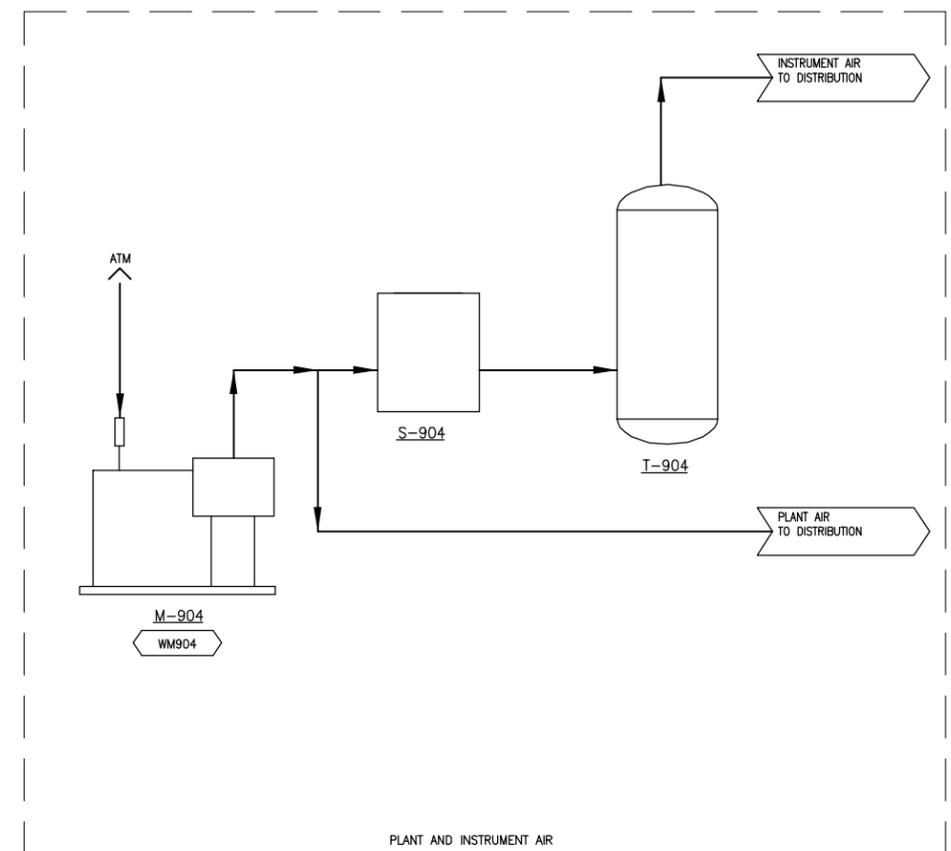 INSTRUMENT AIR
TO DISTRIBUTION
ATM
S-904
T-904
PLANT AIR
TO DISTRIBUTION
M-904
WM904
PLANT AND INSTRUMENT AIR